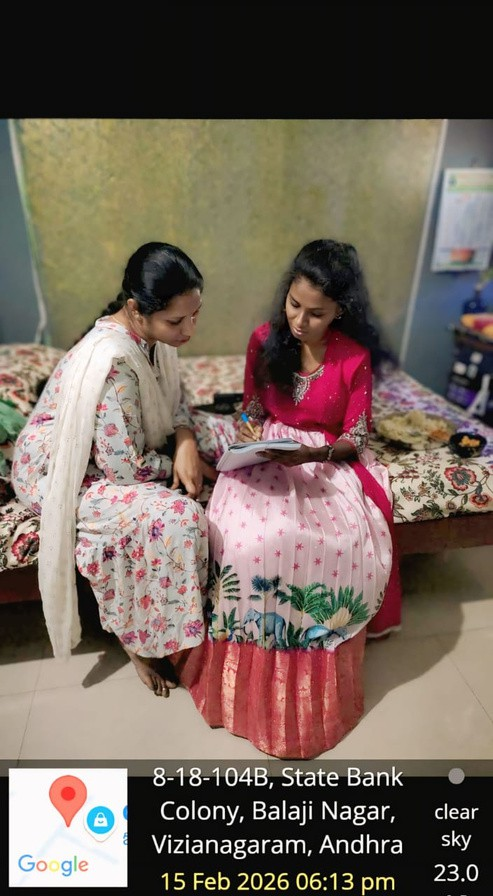 8-18-104B, State Bank
Colony, Balaji Nagar,
Vizianagaram, Andhra
15 Feb 2026 06:13 pm
clear
sky
23.0
Google